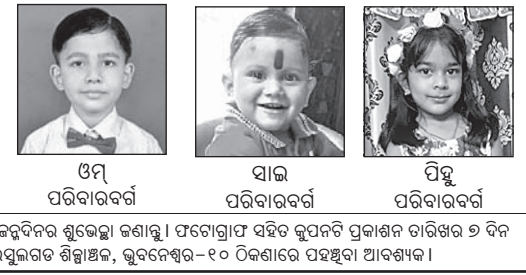 ଓମ୍ ସାଇ ପିହୁ
ପରିବାରବର୍ଗ ପରିବାରବର୍ଗ ପରିବାରବର୍ଗ
ଜନ୍ମଦିନର ଶୁଭେଚ୍ଛା ଜଣାନ୍ତୁ । ଫଟୋଗ୍ରାଫ ସହିତ କୁପନଟି ପ୍ରକାଶନ ତାରିଖର ୭ ଦିନ
ରସୁଲଗଡ ଶିଳ୍ପାଞ୍ଚଳ, ଭୁବନେଶ୍ୱର-୧୦ ଠିକଣାରେ ପହଞ୍ଚୁବା ଆବଶ୍ୟକ ।